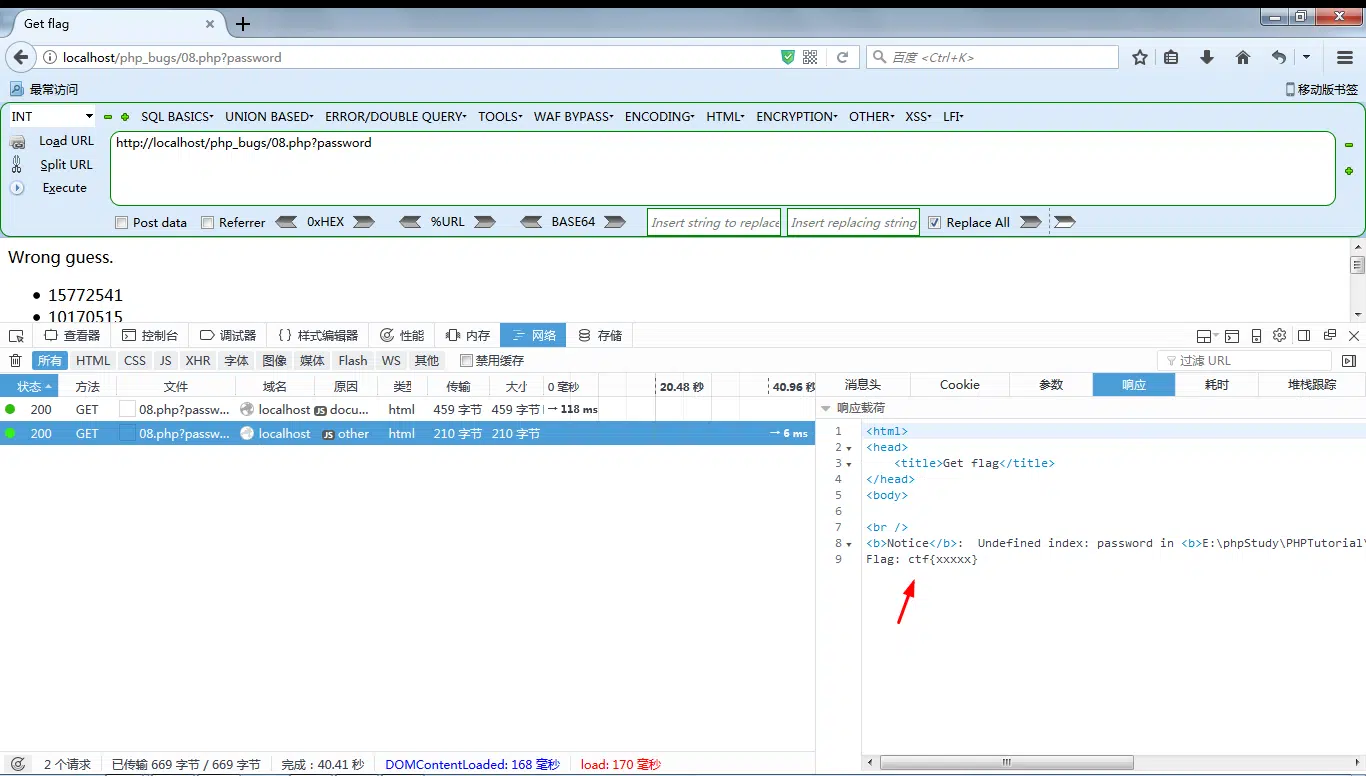 Get flag
localhost/php_bugs/08.php?password
百度 <Ctrl+K>
最常访问
移动版书签
INT SQL BASICS UNION BASED ERROR/DOUBLE QUERY TOOLS WAF BYPASS ENCODING HTML ENCRYPTION OTHER XSS LFI
Load URL
http://localhost/php_bugs/08.php?password
Split URL
Execute
Post data Referrer 0xHEX %URL BASE64 Insert string to replace Insert replacing string Replace All
Wrong guess.
• 15772541
• 10170515
查看器 控制台 调试器 {} 样式编辑器 性能 内存 网络 存储
所有 HTML CSS JS XHR 字体 图像 媒体 Flash WS 其他 禁用缓存 过滤 URL
状态 方法 文件 域名 原因 类型 传输 大小 0 毫秒 20.48 秒 40.96 秒 消息头 Cookie 参数 响应 耗时 堆栈跟踪
200 GET 08.php?passw... localhost JS docu... html 459 字节 459 字节 → 118 ms
响应载荷
200 GET 08.php?passw... localhost JS other html 210 字节 210 字节 → 6 ms
1 <html>
2 <head>
3 <title>Get flag</title>
4 </head>
5 <body>
6
7 <br />
8 <b>Notice</b>:  Undefined index: password in <b>E:\phpStudy\PHPTutorial\
9 Flag: ctf{xxxxx}
2 个请求 已传输 669 字节 / 669 字节 完成：40.41 秒 DOMContentLoaded: 168 毫秒 load: 170 毫秒